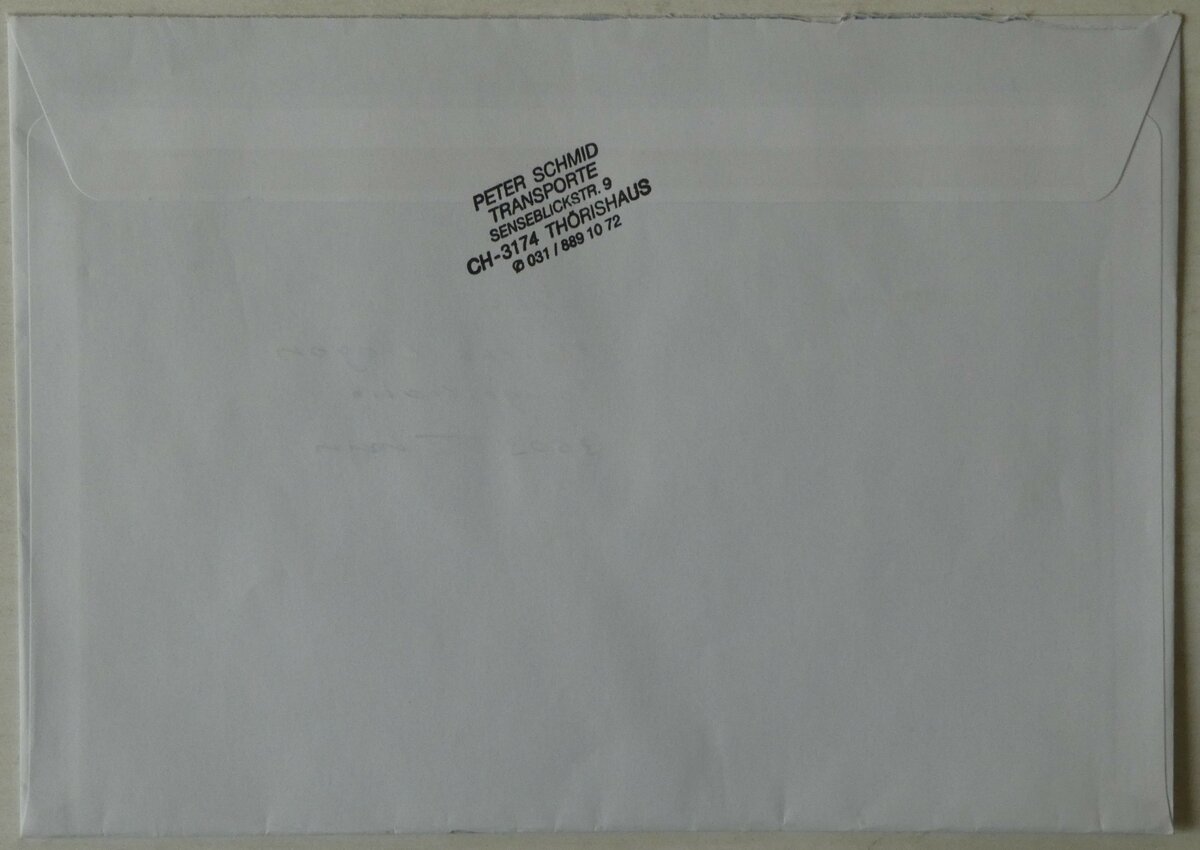 PETER SCHMID
TRANSPORTE
SENSEBLICKSTR. 9
CH-3174 THÖRISHAUS
Ø 031 / 889 10 72